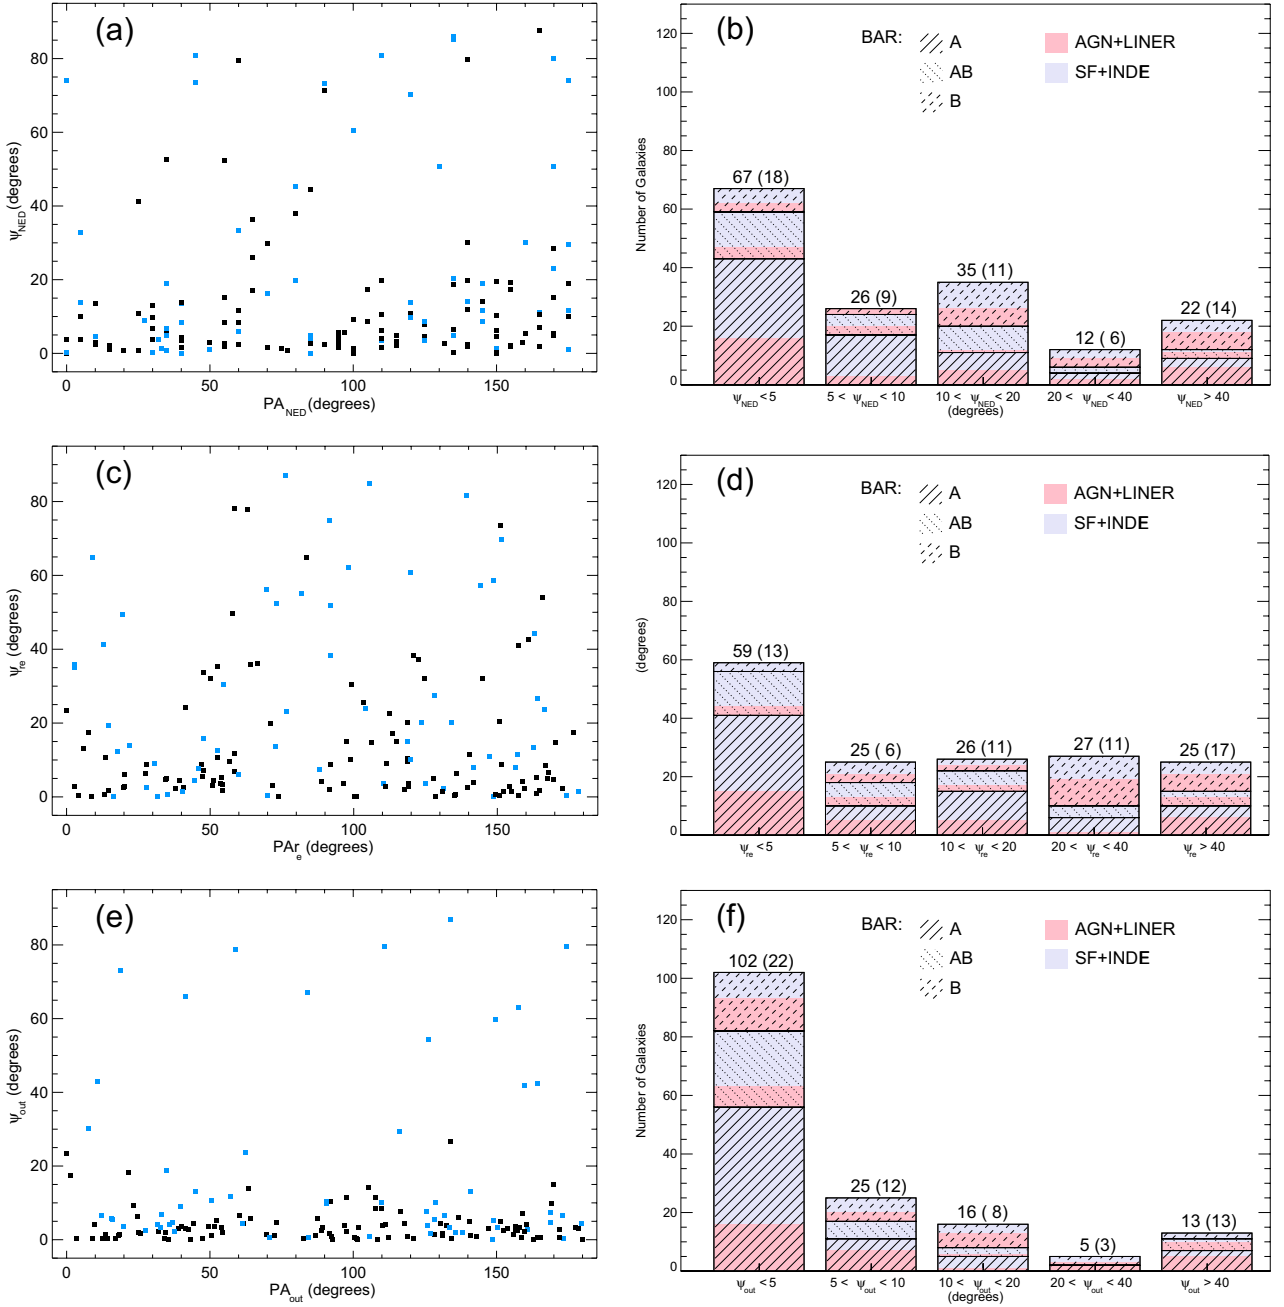 (a)
80
60
40
20
0
ψNED (degrees)
0 50 100 150
PANED (degrees)
(b)
BAR: A AGN+LINER
AB SF+INDE
B
120
100
80
60
40
20
0
Number of Galaxies
67 (18)
26 (9)
35 (11)
12 ( 6)
22 (14)
ψNED < 5
5 < ψNED < 10
10 < ψNED < 20
20 < ψNED < 40
ψNED > 40
(degrees)
(c)
80
60
40
20
0
ψre (degrees)
0 50 100 150
PAre (degrees)
(d)
BAR: A AGN+LINER
AB SF+INDE
B
120
100
80
60
40
20
0
(degrees)
59 (13)
25 ( 6)
26 (11)
27 (11)
25 (17)
ψre < 5
5 < ψre < 10
10 < ψre < 20
20 < ψre < 40
ψre > 40
(e)
80
60
40
20
0
ψout (degrees)
0 50 100 150
PAout (degrees)
(f)
BAR: A AGN+LINER
AB SF+INDE
B
120
100
80
60
40
20
0
Number of Galaxies
102 (22)
25 (12)
16 ( 8)
5 (3)
13 (13)
ψout < 5
5 < ψout < 10
10 < ψout < 20
20 < ψout < 40
ψout > 40
(degrees)